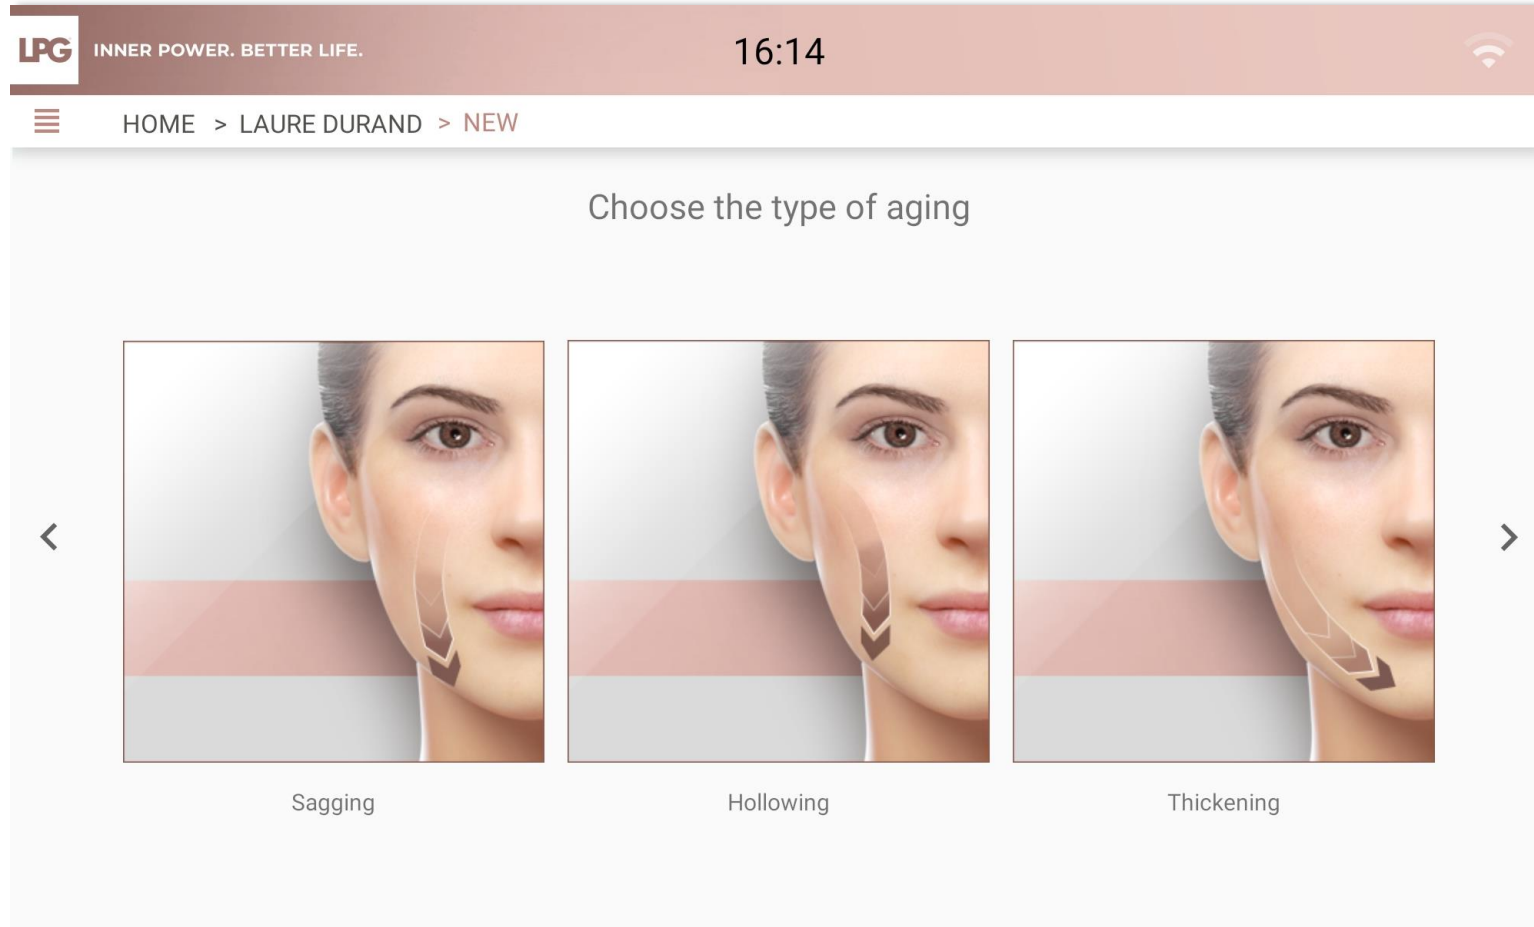 LPG INNER POWER. BETTER LIFE.
16:14
HOME > LAURE DURAND > NEW
Choose the type of aging
Sagging
Hollowing
Thickening